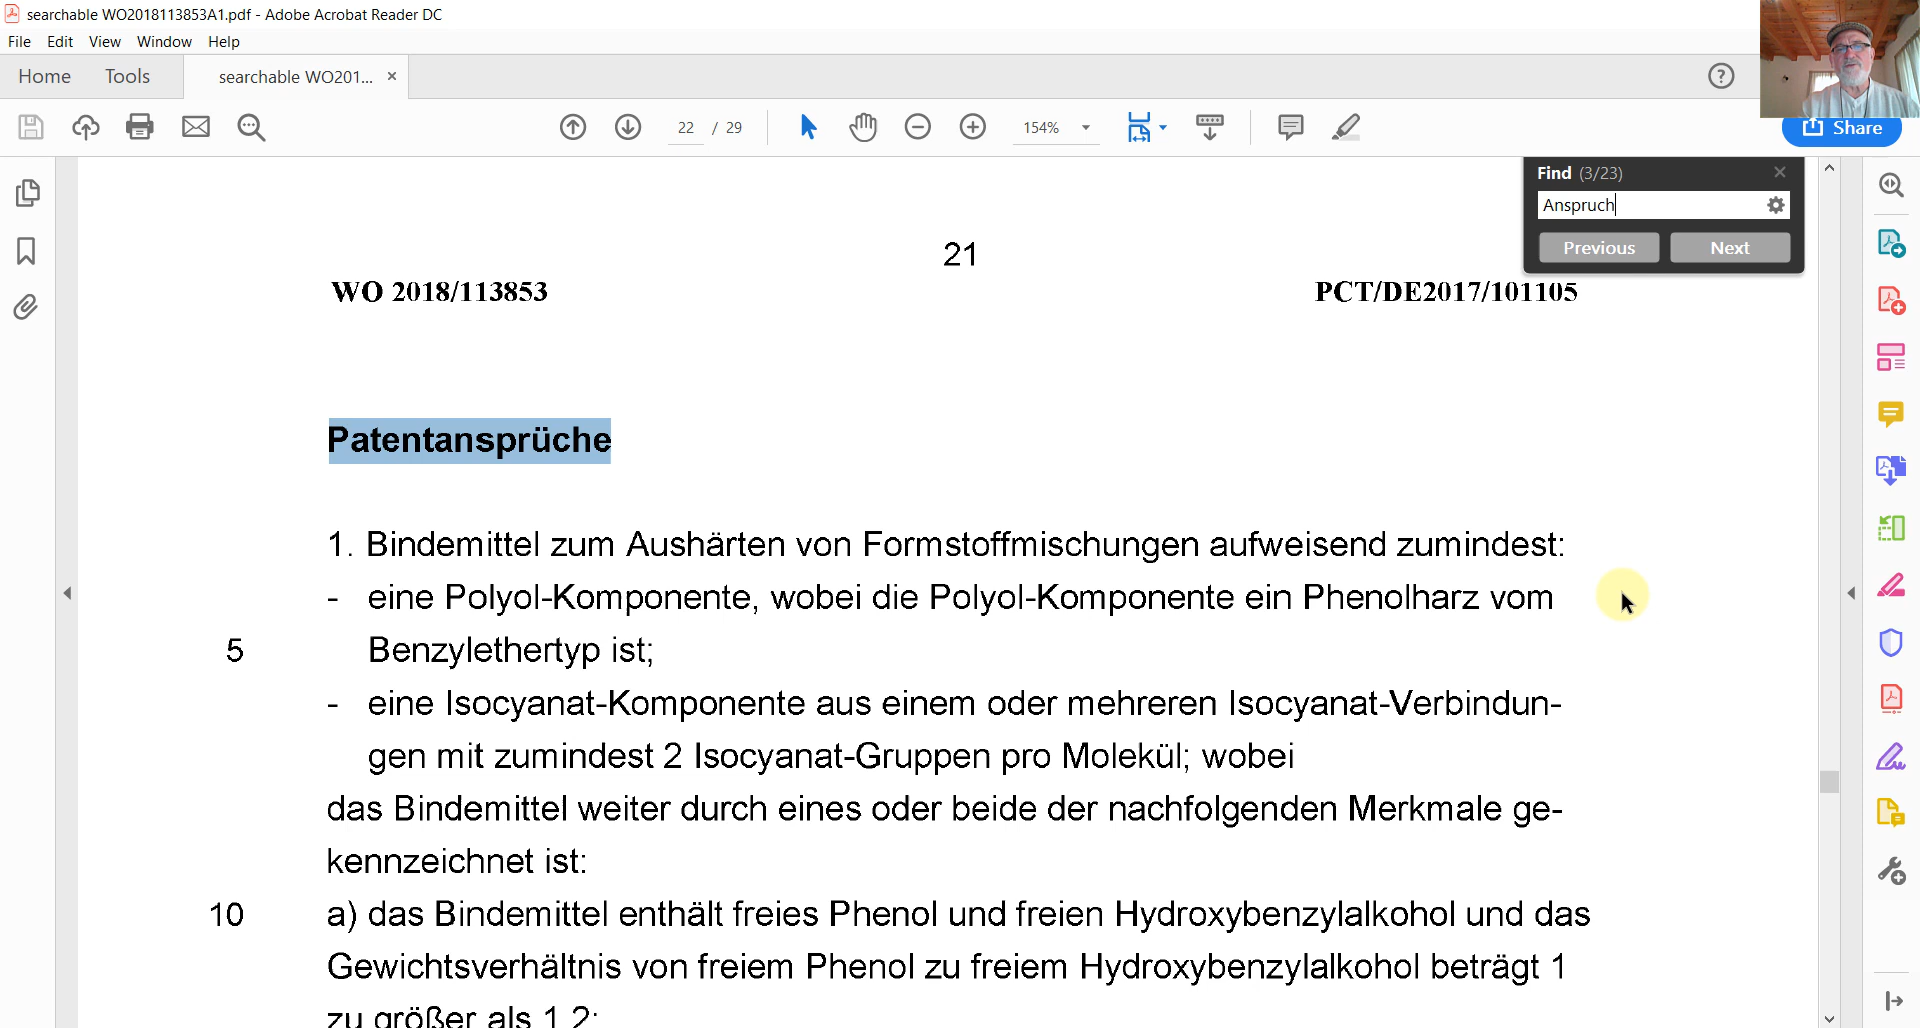 searchable WO2018113853A1.pdf - Adobe Acrobat Reader DC
File Edit View Window Help
Home Tools searchable WO201... ×
22 / 29 154% Share
Find (3/23)
Anspruch
Previous Next
21
WO 2018/113853 PCT/DE2017/101105
Patentansprüche
1. Bindemittel zum Aushärten von Formstoffmischungen aufweisend zumindest:
- eine Polyol-Komponente, wobei die Polyol-Komponente ein Phenolharz vom
5 Benzylethertyp ist;
- eine Isocyanat-Komponente aus einem oder mehreren Isocyanat-Verbindun-
gen mit zumindest 2 Isocyanat-Gruppen pro Molekül; wobei
das Bindemittel weiter durch eines oder beide der nachfolgenden Merkmale ge-
kennzeichnet ist:
10 a) das Bindemittel enthält freies Phenol und freien Hydroxybenzylalkohol und das
Gewichtsverhältnis von freiem Phenol zu freiem Hydroxybenzylalkohol beträgt 1
zu größer als 1,2;